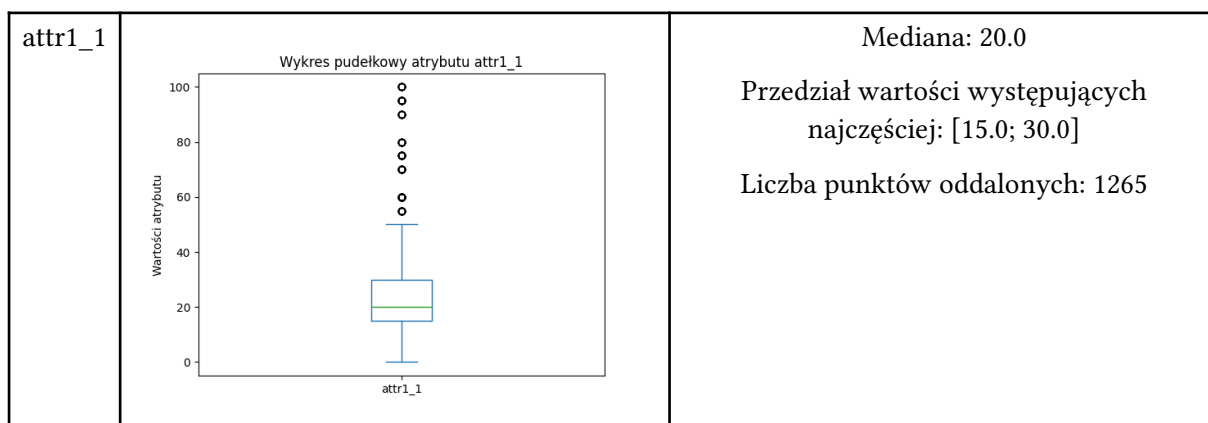 attr1_1
Wykres pudełkowy atrybutu attr1_1
100
80
60
40
20
0
Wartości atrybutu
attr1_1
Mediana: 20.0
Przedział wartości występujących
najczęściej: [15.0; 30.0]
Liczba punktów oddalonych: 1265